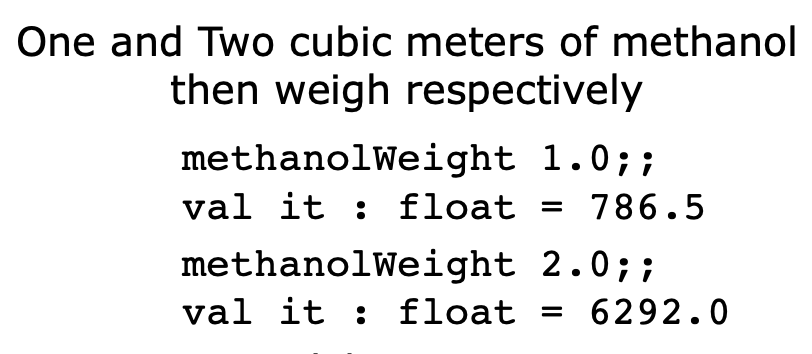 One and Two cubic meters of methanol
then weigh respectively
methanolWeight 1.0;;
val it : float = 786.5
methanolWeight 2.0;;
val it : float = 6292.0